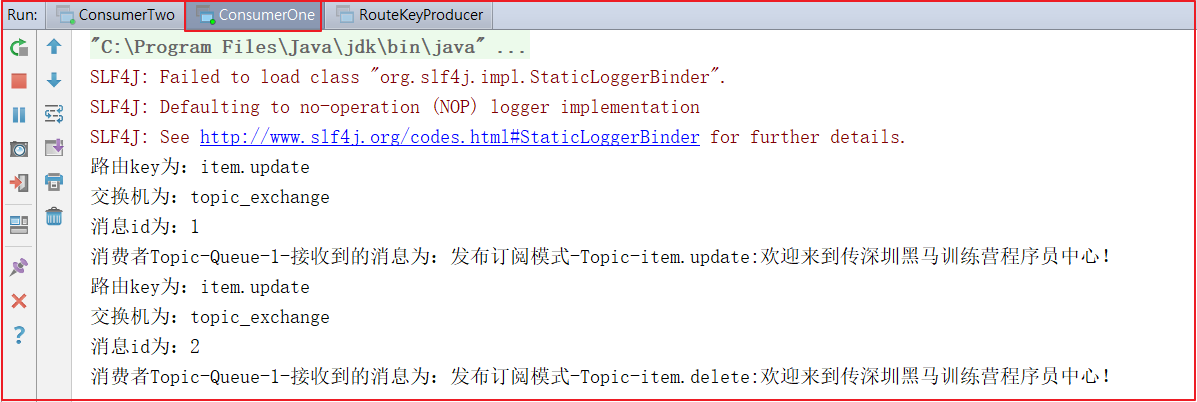 Run: ConsumerTwo ConsumerOne RouteKeyProducer
"C:\Program Files\Java\jdk\bin\java" ...
SLF4J: Failed to load class "org.slf4j.impl.StaticLoggerBinder".
SLF4J: Defaulting to no-operation (NOP) logger implementation
SLF4J: See http://www.slf4j.org/codes.html#StaticLoggerBinder for further details.
路由key为：item.update
交换机为：topic_exchange
消息id为：1
消费者Topic-Queue-1-接收到的消息为：发布订阅模式-Topic-item.update:欢迎来到传深圳黑马训练营程序员中心！
路由key为：item.update
交换机为：topic_exchange
消息id为：2
消费者Topic-Queue-1-接收到的消息为：发布订阅模式-Topic-item.delete:欢迎来到传深圳黑马训练营程序员中心！